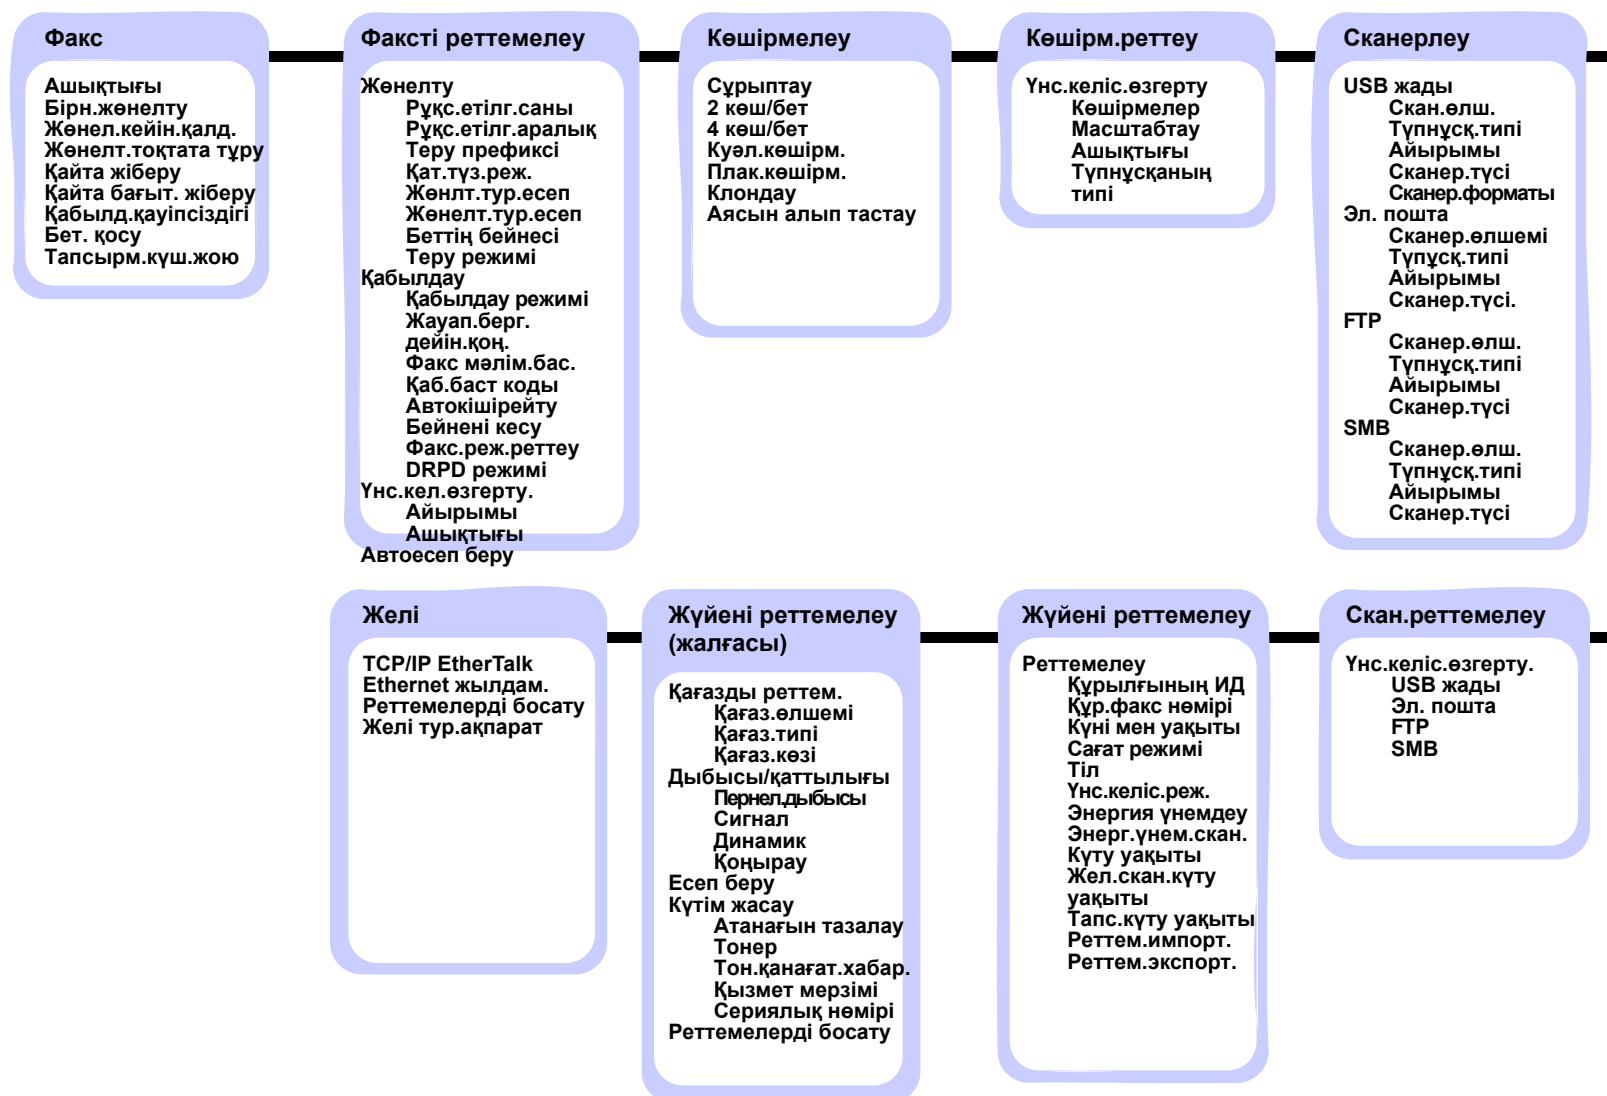 Факс
Ашықтығы
Бірн.жөнелту
Жөнел.кейін.қалд.
Жөнелт.тоқтата тұру
Қайта жіберу
Қайта бағыт. жіберу
Қабылд.қауіпсіздігі
Бет. қосу
Тапсырм.күш.жою
Факсті реттемелеу
Жөнелту
Рұқс.етілг.саны
Рұқс.етілг.аралық
Теру префиксі
Қат.түз.реж.
Жөнлт.тур.есеп
Жөнелт.тур.есеп
Беттің бейнесі
Теру режимі
Қабылдау
Қабылдау режимі
Жауап.берг.
дейін.қоң.
Факс мәлім.бас.
Қаб.баст коды
Автокішірейту
Бейнені кесу
Факс.реж.реттеу
DRPD режимі
Үнс.кел.өзгерту.
Айырымы
Ашықтығы
Автоесеп беру
Көшірмелеу
Сұрыптау
2 көш/бет
4 көш/бет
Куәл.көшірм.
Плак.көшірм.
Клондау
Аясын алып тастау
Көшірм.реттеу
Үнс.келіс.өзгерту
Көшірмелер
Масштабтау
Ашықтығы
Түпнұсқаның
типі
Сканерлеу
USB жады
Скан.өлш.
Түпнұсқ.типі
Айырымы
Сканер.түсі
Сканер.форматы
Эл. пошта
Сканер.өлшемі
Түпұсқ.типі
Айырымы
Сканер.түсі.
FTP
Сканер.өлш.
Түпнұсқ.типі
Айырымы
Сканер.түсі
SMB
Сканер.өлш.
Түпнұсқ.типі
Айырымы
Сканер.түсі
Желі
TCP/IP EtherTalk
Ethernet жылдам.
Реттемелерді босату
Желі тур.ақпарат
Жүйені реттемелеу
(жалғасы)
Қағазды реттем.
Қағаз.өлшемі
Қағаз.типі
Қағаз.көзі
Дыбысы/қаттылығы
Пернел.дыбысы
Сигнал
Динамик
Қоңырау
Есеп беру
Күтім жасау
Атанағын тазалау
Тонер
Тон.қанағат.хабар.
Қызмет мерзімі
Сериялық нөмірі
Реттемелерді босату
Жүйені реттемелеу
Реттемелеу
Құрылғының ИД
Құр.факс нөмірі
Күні мен уақыты
Сағат режимі
Тіл
Үнс.келіс.реж.
Энергия үнемдеу
Энерг.үнем.скан.
Күту уақыты
Жел.скан.күту
уақыты
Тапс.күту уақыты
Реттем.импорт.
Реттем.экспорт.
Скан.реттемелеу
Үнс.келіс.өзгерту.
USB жады
Эл. пошта
FTP
SMB